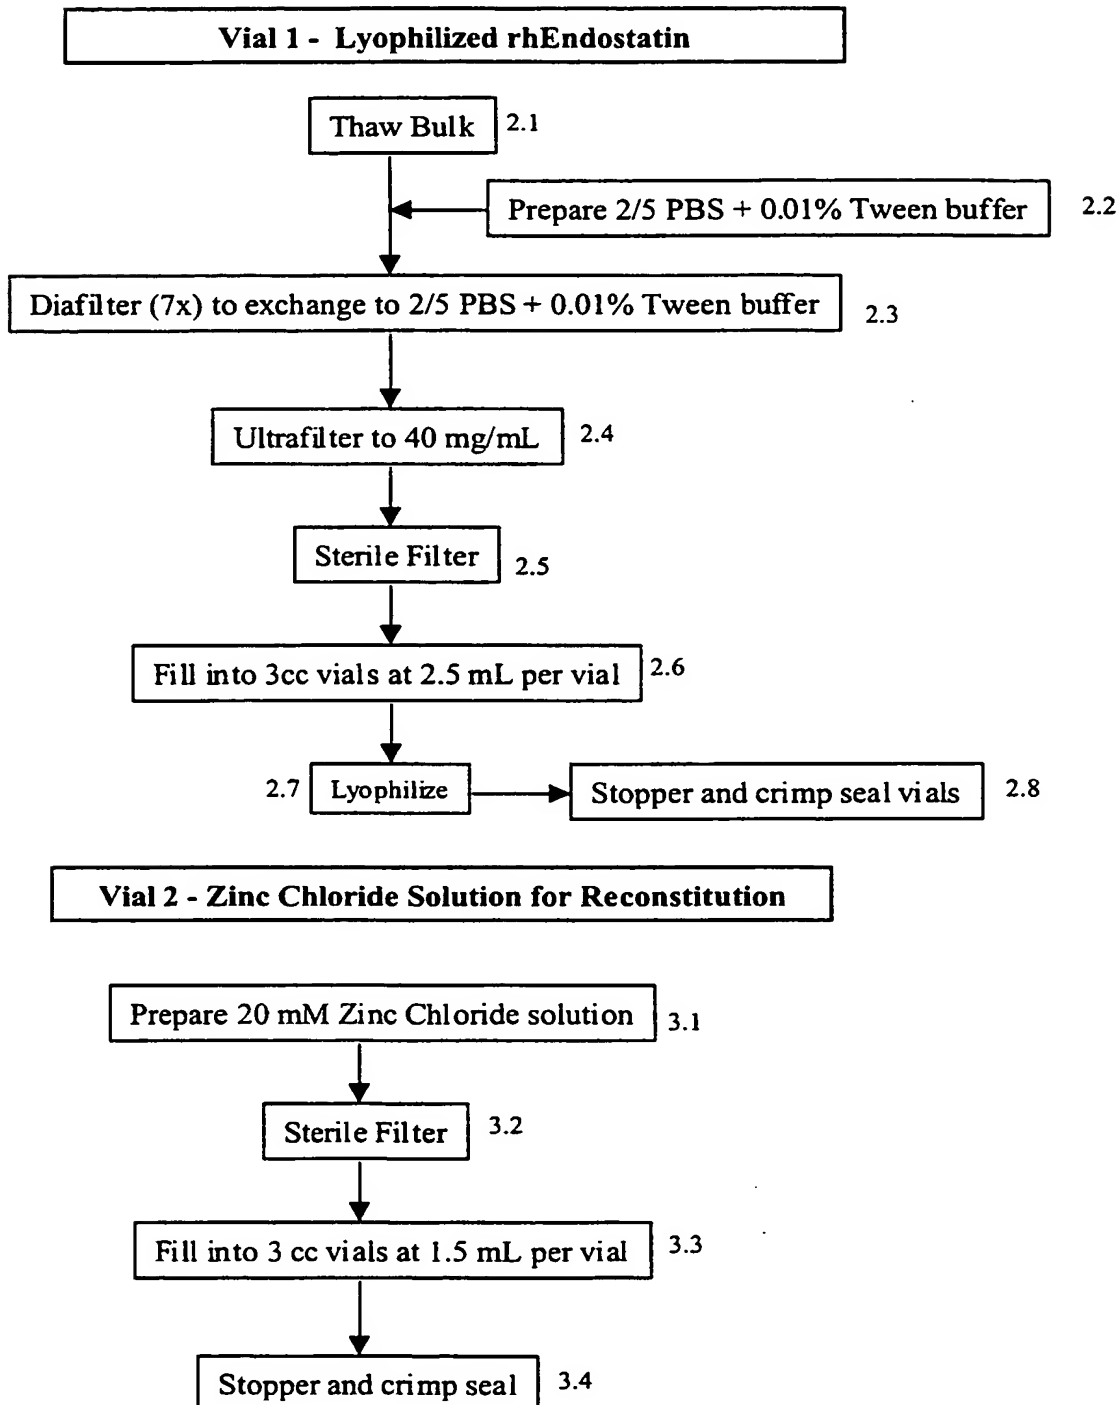 Vial 1 - Lyophilized rhEndostatin
Thaw Bulk 2.1
Prepare 2/5 PBS + 0.01% Tween buffer 2.2
Diafilter (7x) to exchange to 2/5 PBS + 0.01% Tween buffer 2.3
Ultrafilter to 40 mg/mL 2.4
Sterile Filter 2.5
Fill into 3cc vials at 2.5 mL per vial 2.6
2.7 Lyophilize Stopper and crimp seal vials 2.8
Vial 2 - Zinc Chloride Solution for Reconstitution
Prepare 20 mM Zinc Chloride solution 3.1
Sterile Filter 3.2
Fill into 3 cc vials at 1.5 mL per vial 3.3
Stopper and crimp seal 3.4